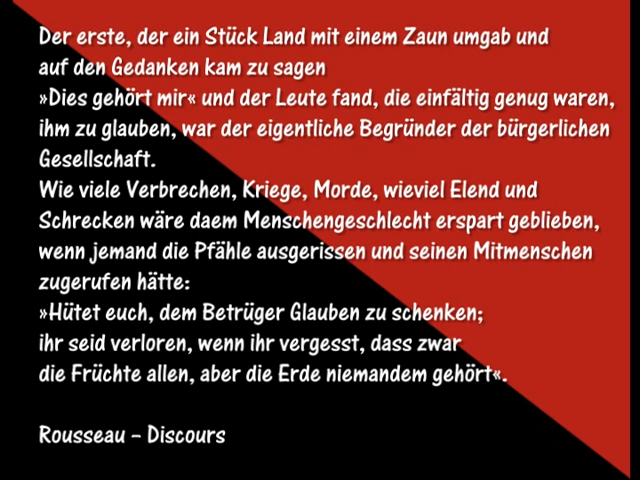 Der erste, der ein Stück Land mit einem Zaun umgab und
auf den Gedanken kam zu sagen
»Dies gehört mir« und der Leute fand, die einfältig genug waren,
ihm zu glauben, war der eigentliche Begründer der bürgerlichen
Gesellschaft.
Wie viele Verbrechen, Kriege, Morde, wieviel Elend und
Schrecken wäre daem Menschengeschlecht erspart geblieben,
wenn jemand die Pfähle ausgerissen und seinen Mitmenschen
zugerufen hätte:
»Hütet euch, dem Betrüger Glauben zu schenken;
ihr seid verloren, wenn ihr vergesst, dass zwar
die Früchte allen, aber die Erde niemandem gehört«.
Rousseau – Discours